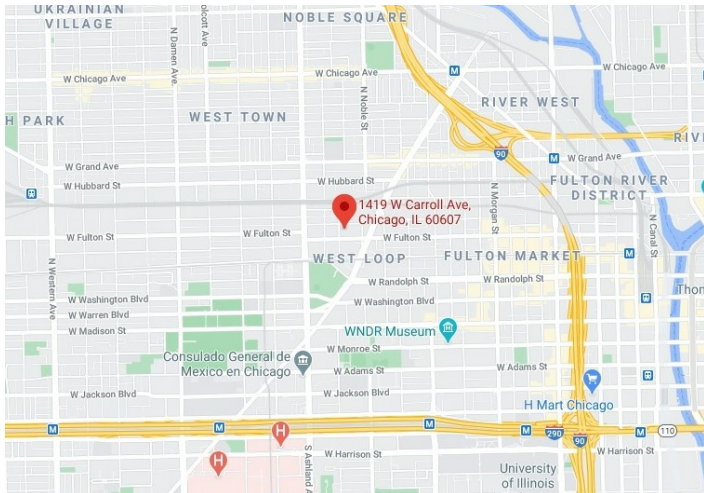 UKRAINIAN
VILLAGE
NOBLE SQUARE
N Damen Ave
W Chicago Ave
W Chicago Ave
W Chicago Ave
M
M
N Noble St
H PARK
WEST TOWN
RIVER WEST
W Grand Ave
90
M
W Grand Ave
W Hubbard St
W Hubbard St
FULTON RIVER
DISTRICT
N Morgan St
1419 W Carroll Ave,
Chicago, IL 60607
W Fulton St
W Fulton St
W Fulton St
N Canal St
WEST LOOP
FULTON MARKET
M
N Western Ave
W Randolph St
W Randolph St
W Washington Blvd
W Washington Blvd
W Warren Blvd
W Madison St
WNDR Museum
W Monroe St
Consulado General de
Mexico en Chicago
W Adams St
W Adams St
W Jackson Blvd
W Jackson Blvd
H Mart Chicago
M
M
H
M
M
290
90
M
110
S Ashland A
W Harrison St
W Harrison St
H
University
of Illinois